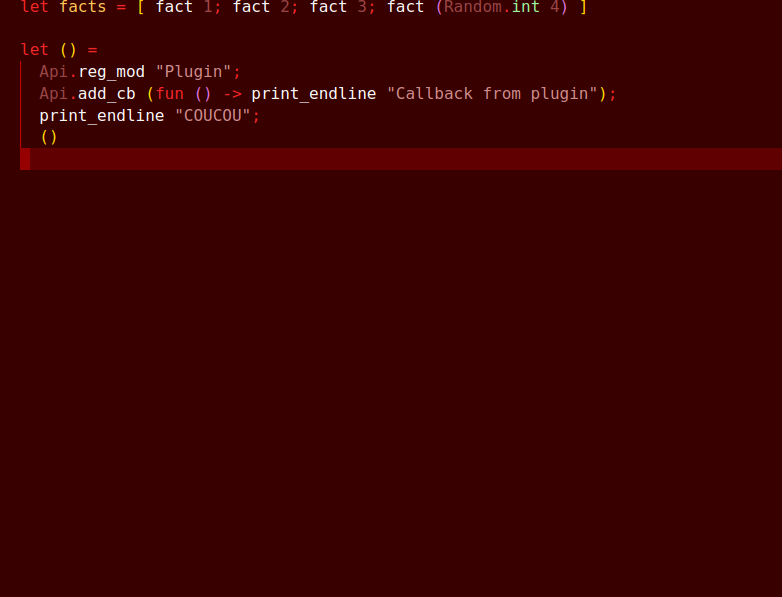 let facts = [ fact 1; fact 2; fact 3; fact (Random.int 4) ]
let () =
Api.reg_mod "Plugin";
Api.add_cb (fun () -> print_endline "Callback from plugin");
print_endline "COUCOU";
()